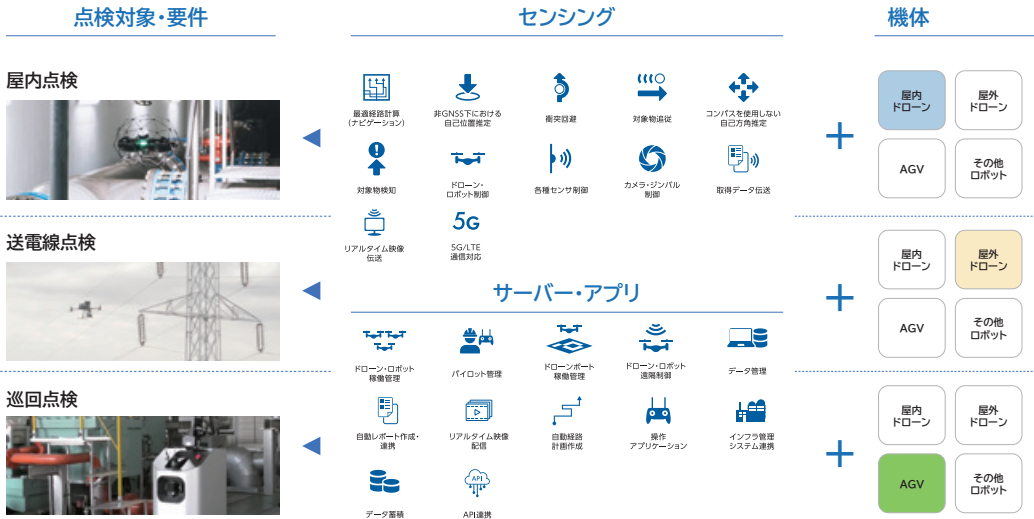 点検対象・要件
センシング
機体
屋内点検
最適経路計算
(ナビゲーション)
非GNSS下における
自己位置推定
衝突回避
対象物追従
コンパスを使用しない
自己方角推定
対象物検知
ドローン・
ロボット制御
各種センサ制御
カメラ・ジンバル
制御
取得データ伝送
リアルタイム映像
伝送
5G
5G/LTE
通信対応
+
屋内
ドローン
屋外
ドローン
AGV
その他
ロボット
送電線点検
サーバー・アプリ
ドローン・ロボット
稼働管理
パイロット管理
ドローンポート
稼働管理
ドローン・ロボット
遠隔制御
データ管理
+
屋内
ドローン
屋外
ドローン
AGV
その他
ロボット
巡回点検
自動レポート作成・
連携
リアルタイム映像
配信
自動経路
計画作成
操作
アプリケーション
インフラ管理
システム連携
データ蓄積
API
API連携
+
屋内
ドローン
屋外
ドローン
AGV
その他
ロボット